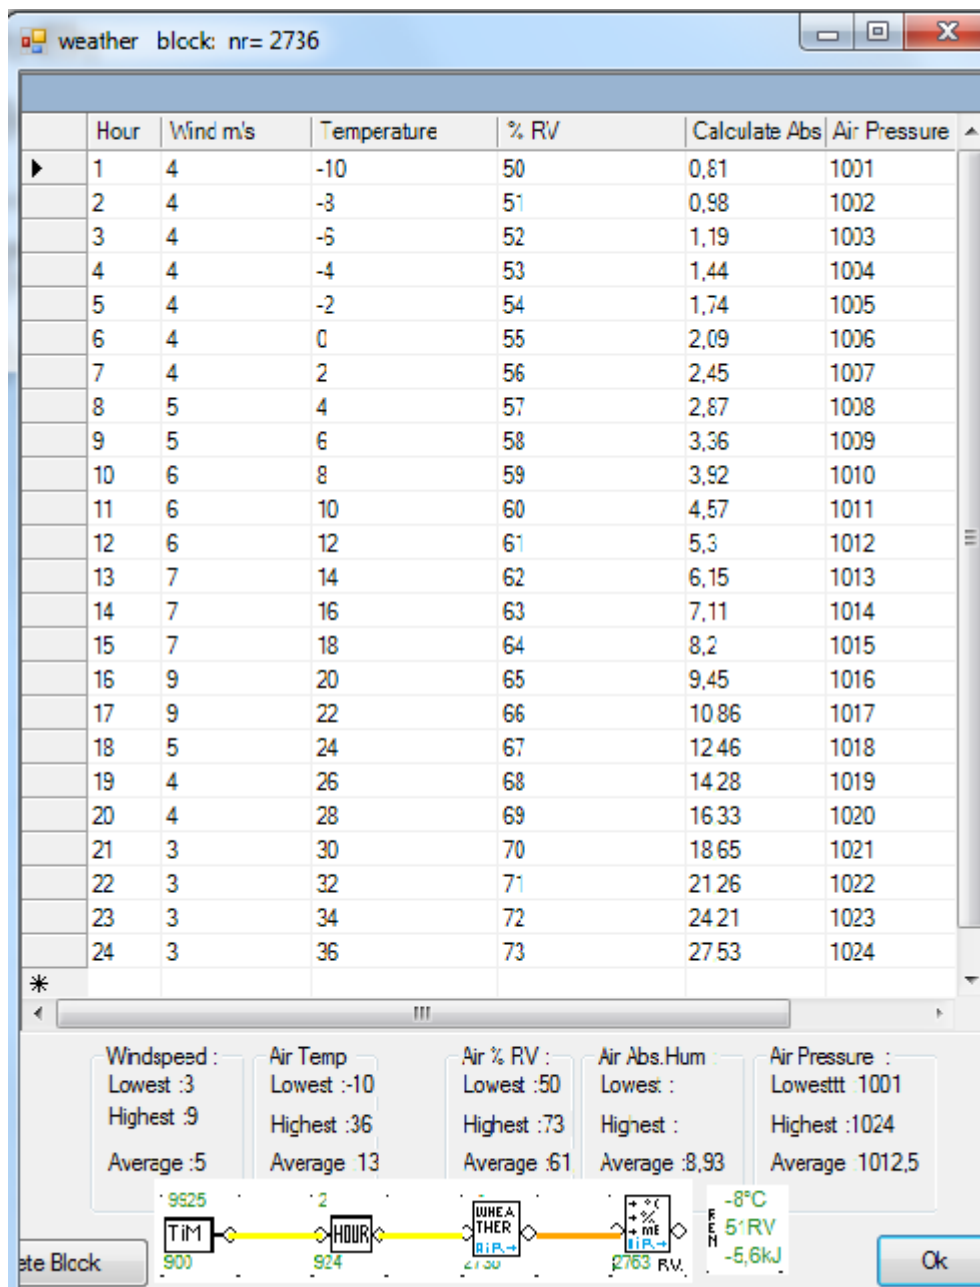 weather block: nr= 2736
Hour Wind m/s Temperature % RV Calculate Abs Air Pressure
1 4 -10 50 0,81 1001
2 4 -8 51 0,98 1002
3 4 -6 52 1,19 1003
4 4 -4 53 1,44 1004
5 4 -2 54 1,74 1005
6 4 0 55 2,09 1006
7 4 2 56 2,45 1007
8 5 4 57 2,87 1008
9 5 6 58 3,36 1009
10 6 8 59 3,92 1010
11 6 10 60 4,57 1011
12 6 12 61 5,3 1012
13 7 14 62 6,15 1013
14 7 16 63 7,11 1014
15 7 18 64 8,2 1015
16 9 20 65 9,45 1016
17 9 22 66 10,86 1017
18 5 24 67 12,46 1018
19 4 26 68 14,28 1019
20 4 28 69 16,33 1020
21 3 30 70 18,65 1021
22 3 32 71 21,26 1022
23 3 34 72 24,21 1023
24 3 36 73 27,53 1024
Windspeed : Air Temp Air % RV : Air Abs.Hum : Air Pressure :
Lowest :3 Lowest :-10 Lowest :50 Lowest : Lowesttt :1001
Highest :9 Highest :36 Highest :73 Highest : Highest :1024
Average :5 Average :13 Average :61 Average :8,93 Average :1012,5
9925 2
TiM HOUR WHEA THER AiR→ →°C →% → mE AiR→ REN
900 924 2736 2763 RV.
-8°C
51RV
-5,6kJ
ete Block Ok